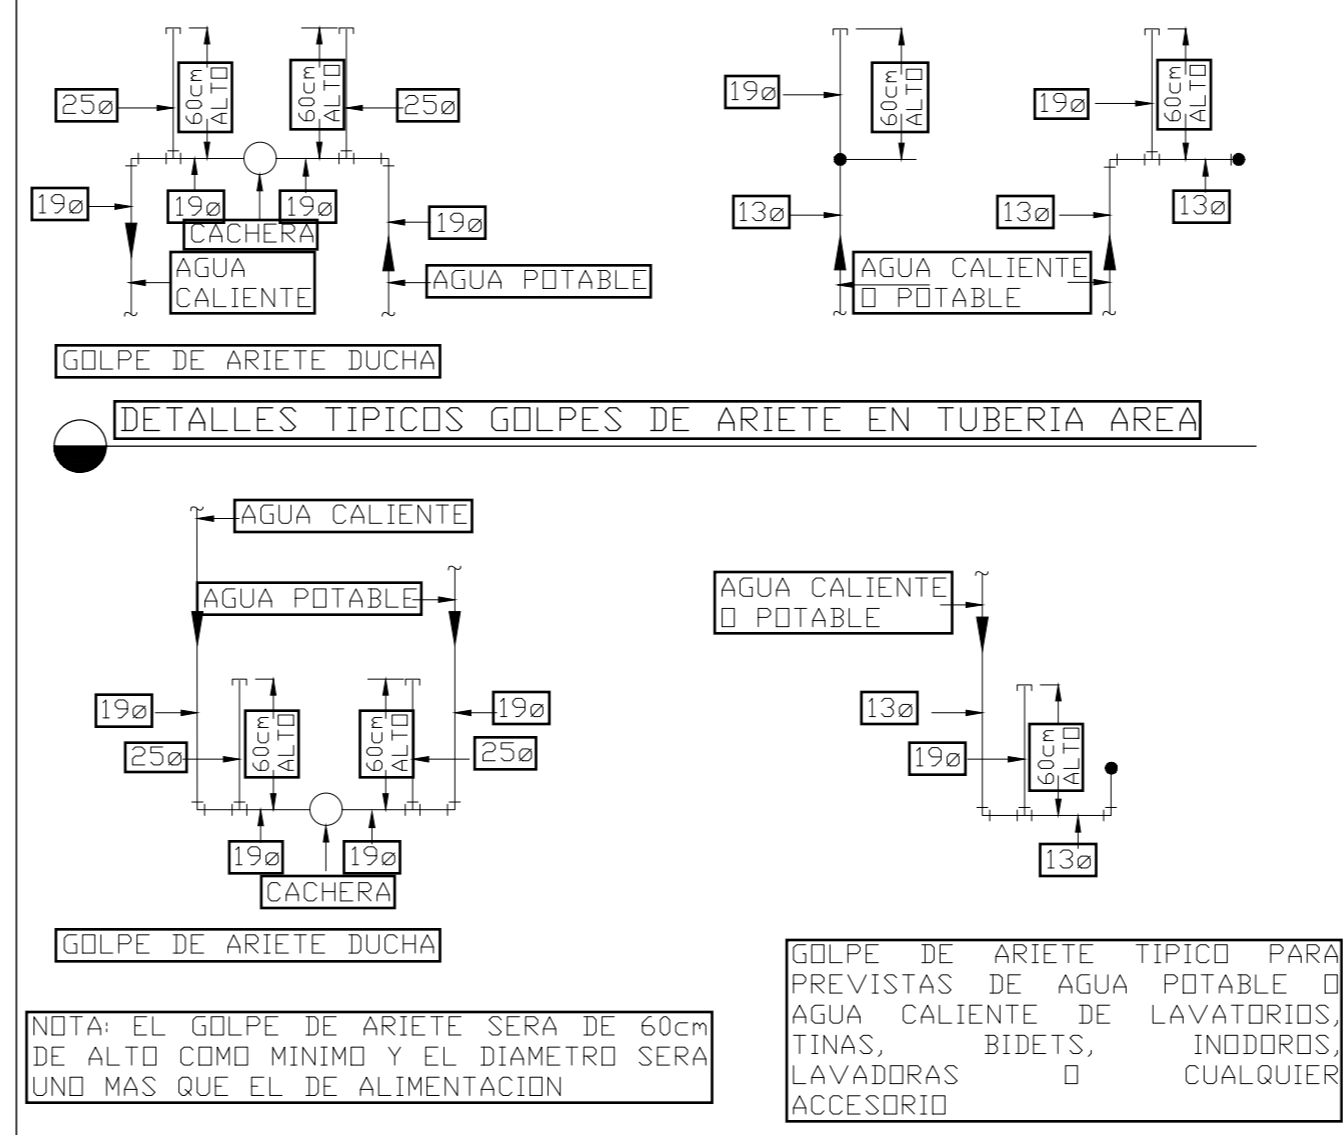 25ø
60cm
ALTO
60cm
ALTO
25ø
19ø
19ø
19ø
19ø
CACHERA
AGUA
CALIENTE
AGUA POTABLE
GOLPE DE ARIETE DUCHA
19ø
60cm
ALTO
13ø
19ø
60cm
ALTO
13ø
13ø
AGUA CALIENTE
O POTABLE
DETALLES TIPICOS GOLPES DE ARIETE EN TUBERIA AREA
AGUA CALIENTE
AGUA POTABLE
19ø
25ø
60cm
ALTO
60cm
ALTO
19ø
25ø
19ø
19ø
CACHERA
GOLPE DE ARIETE DUCHA
AGUA CALIENTE
O POTABLE
13ø
19ø
60cm
ALTO
13ø
NOTA: EL GOLPE DE ARIETE SERA DE 60cm
DE ALTO COMO MINIMO Y EL DIAMETRO SERA
UNO MAS QUE EL DE ALIMENTACION
GOLPE DE ARIETE TIPICO PARA
PREVISTAS DE AGUA POTABLE O
AGUA CALIENTE DE LAVATORIOS,
TINAS, BIDETS, INODOROS,
LAVADORAS O CUALQUIER
ACCESORIO